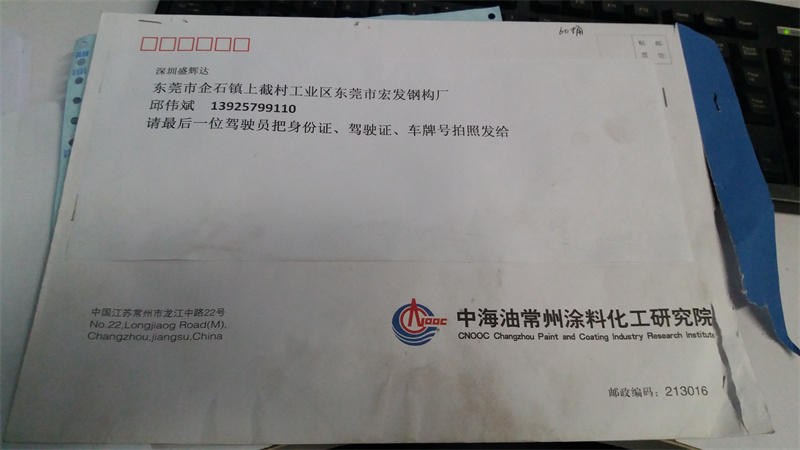 贴 邮
票 处
深圳盛辉达
东莞市企石镇上截村工业区东莞市宏发钢构厂
邱伟斌 13925799110
请最后一位驾驶员把身份证、驾驶证、车牌号拍照发给
中国江苏常州市龙江中路22号
No.22,Longjiaog Road(M),
Changzhou,jiangsu,China
CNOOC
中海油常州涂料化工研究院
CNOOC Changzhou Paint and Coating Industry Research Institute
邮政编码：213016